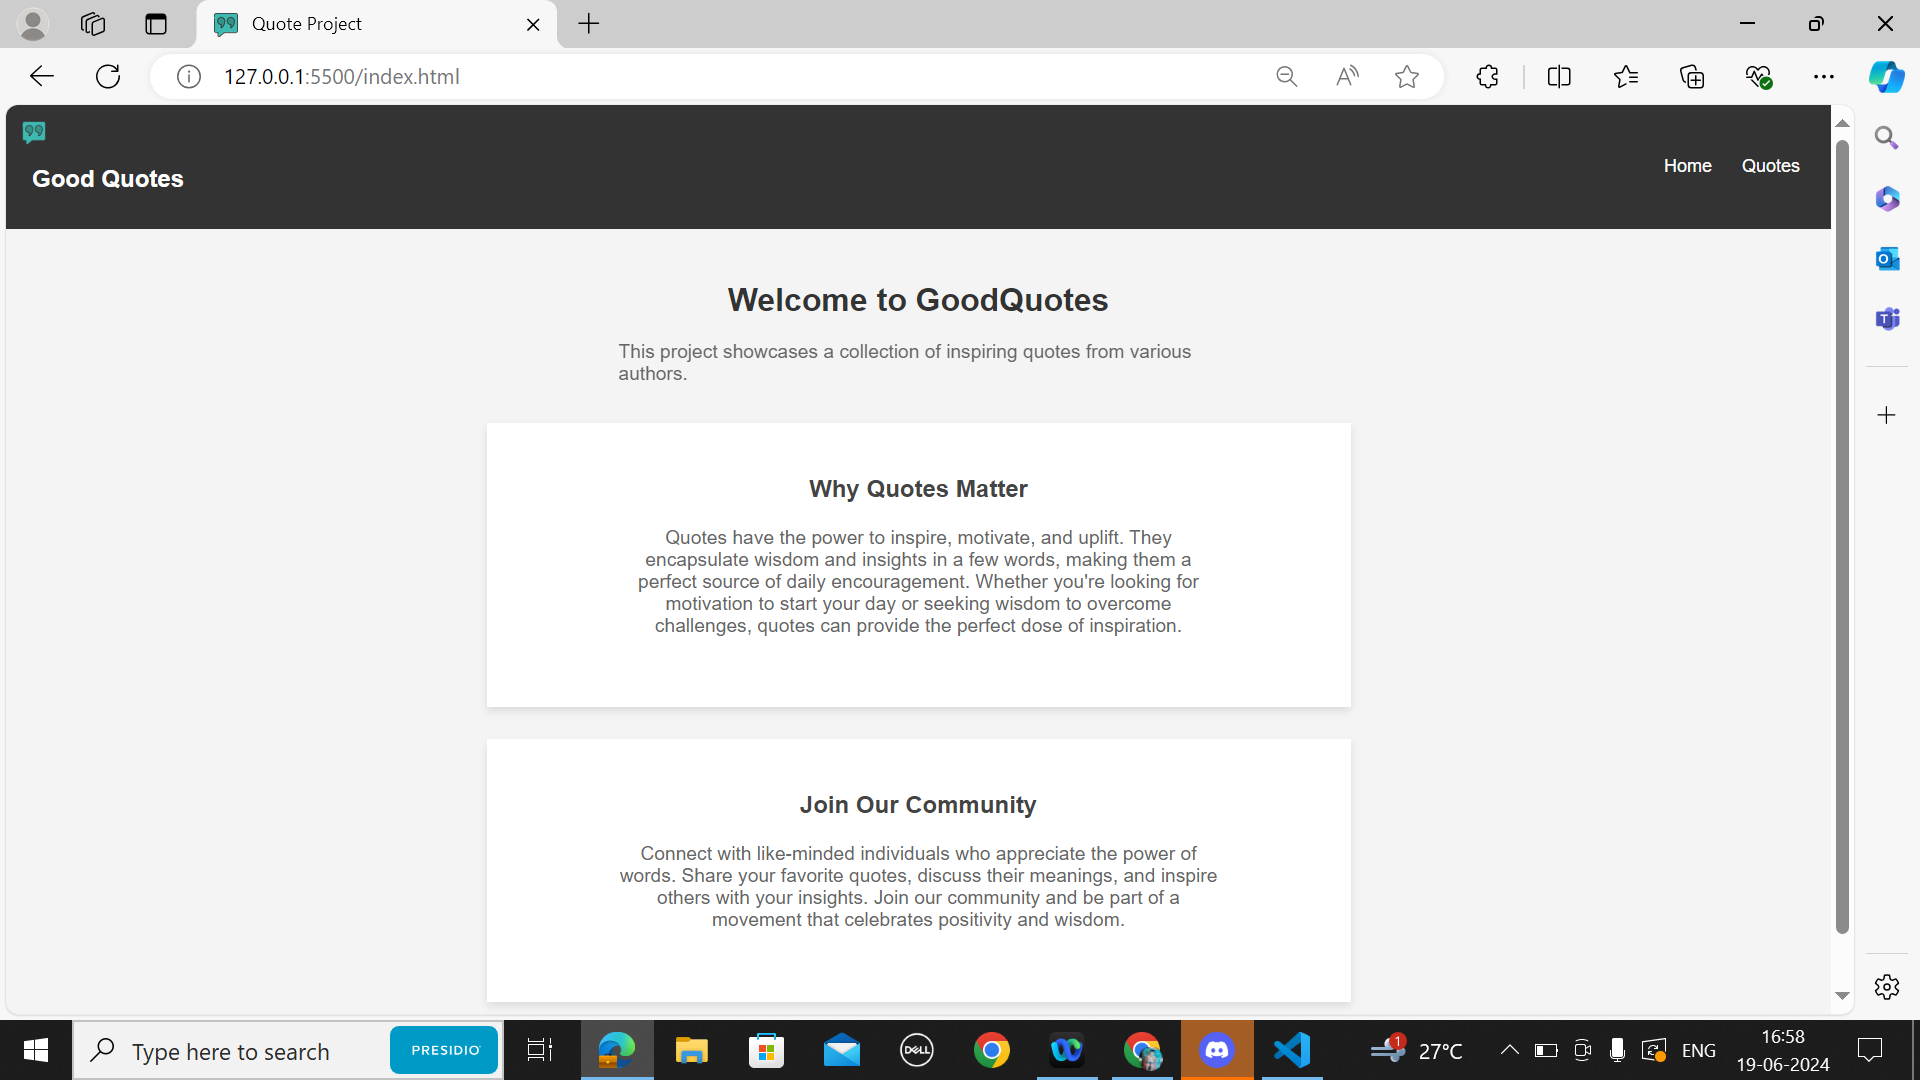 Quote Project
127.0.0.1:5500/index.html
Good Quotes
Home
Quotes
Welcome to GoodQuotes
This project showcases a collection of inspiring quotes from various
authors.
Why Quotes Matter
Quotes have the power to inspire, motivate, and uplift. They
encapsulate wisdom and insights in a few words, making them a
perfect source of daily encouragement. Whether you're looking for
motivation to start your day or seeking wisdom to overcome
challenges, quotes can provide the perfect dose of inspiration.
Join Our Community
Connect with like-minded individuals who appreciate the power of
words. Share your favorite quotes, discuss their meanings, and inspire
others with your insights. Join our community and be part of a
movement that celebrates positivity and wisdom.
Type here to search
PRESIDIO
DELL
1
27°C
ENG
16:58
19-06-2024